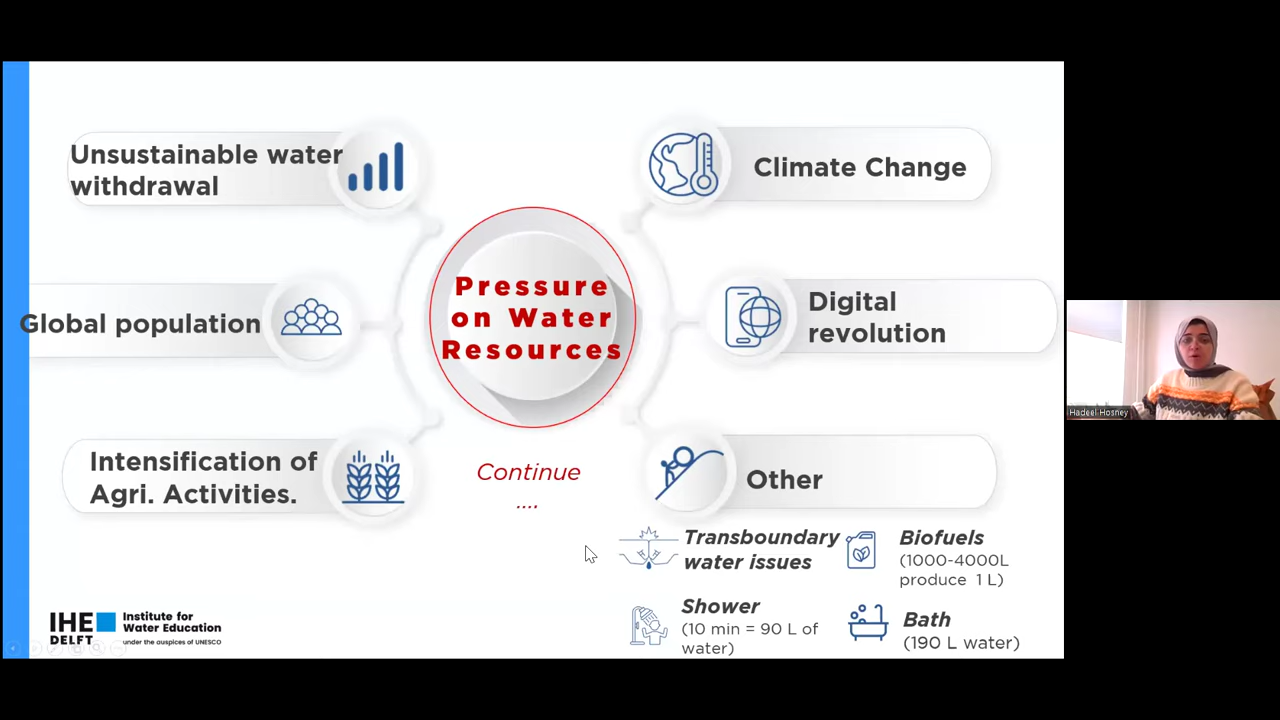 Unsustainable water
withdrawal
Climate Change
Pressure
on Water
Resources
Global population
Digital
revolution
Intensification of
Agri. Activities.
Continue
....
Other
Transboundary
water issues
Biofuels
(1000-4000L
produce 1 L)
Shower
(10 min = 90 L of
water)
Bath
(190 L water)
IHE
DELFT
Institute for
Water Education
under the auspices of UNESCO
Hadeel Hosney